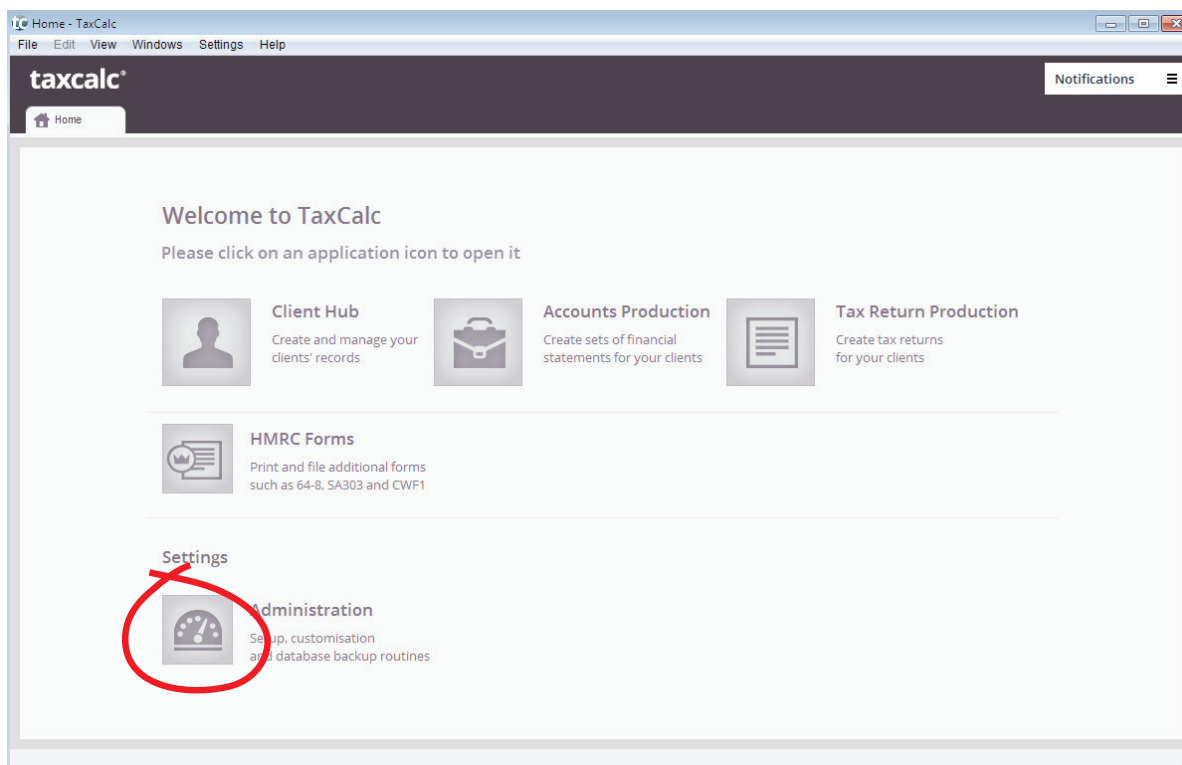 Home - TaxCalc
File Edit View Windows Settings Help
taxcalc®
Notifications
Home
Welcome to TaxCalc
Please click on an application icon to open it
Client Hub
Create and manage your
clients' records
Accounts Production
Create sets of financial
statements for your clients
Tax Return Production
Create tax returns
for your clients
HMRC Forms
Print and file additional forms
such as 64-8, SA303 and CWF1
Settings
Administration
Setup, customisation
and database backup routines